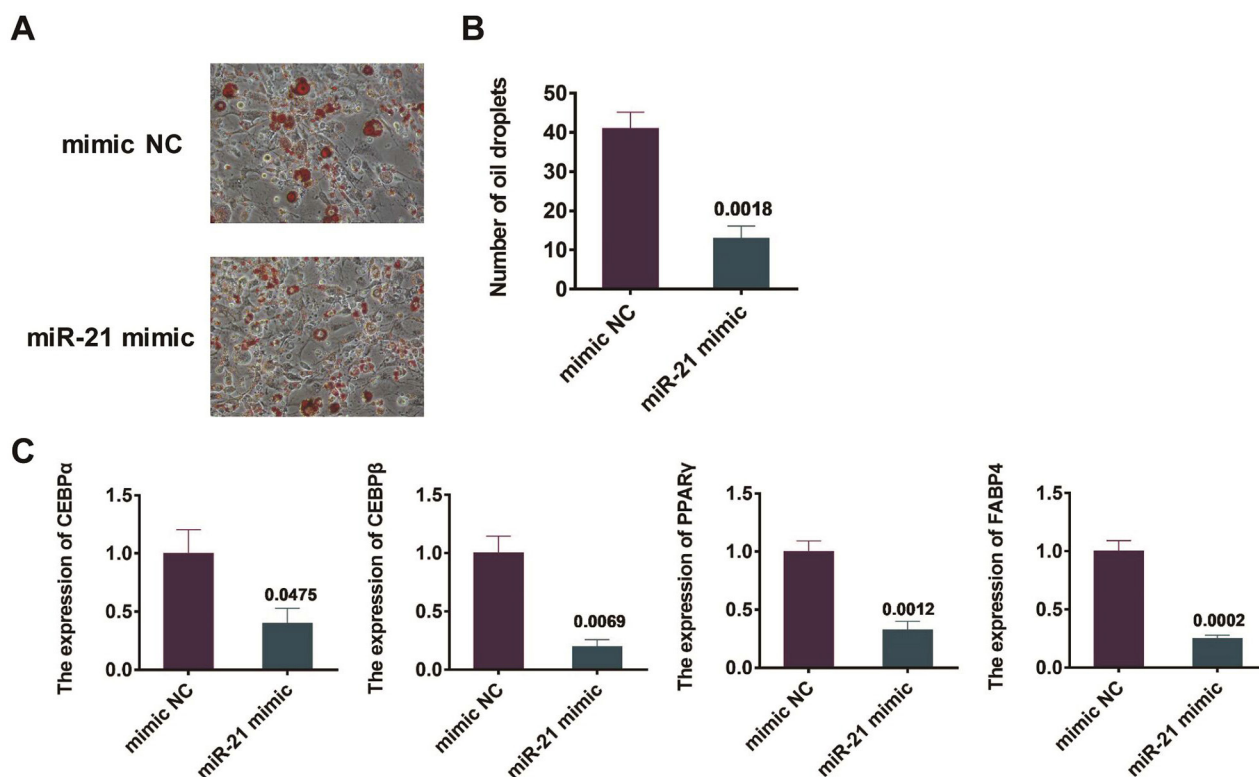 A
mimic NC
miR-21 mimic
B
Number of oil droplets
50
40
30
20
10
0
0.0018
mimic NC
miR-21 mimic
C
The expression of CEBPα
1.5
1.0
0.5
0.0
0.0475
mimic NC
miR-21 mimic
The expression of CEBPβ
1.5
1.0
0.5
0.0
0.0069
mimic NC
miR-21 mimic
The expression of PPARγ
1.5
1.0
0.5
0.0
0.0012
mimic NC
miR-21 mimic
The expression of FABP4
1.5
1.0
0.5
0.0
0.0002
mimic NC
miR-21 mimic